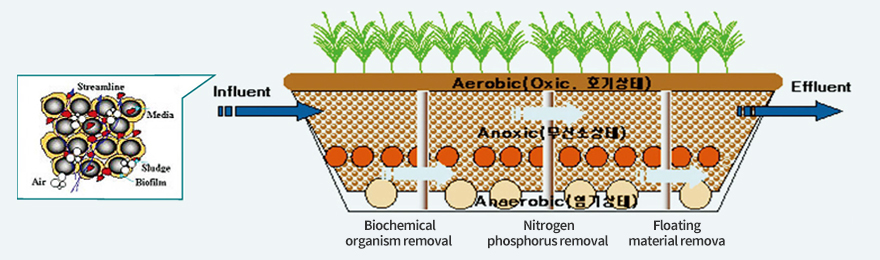 Streamline
Media
Sludge
Biofilm
Air
Influent
Aerobic(Oxic. 호기상태)
Effluent
Anoxic(무산소상태)
Anaerobic(혐기상태)
Biochemical
organism removal
Nitrogen
phosphorus removal
Floating
material remova